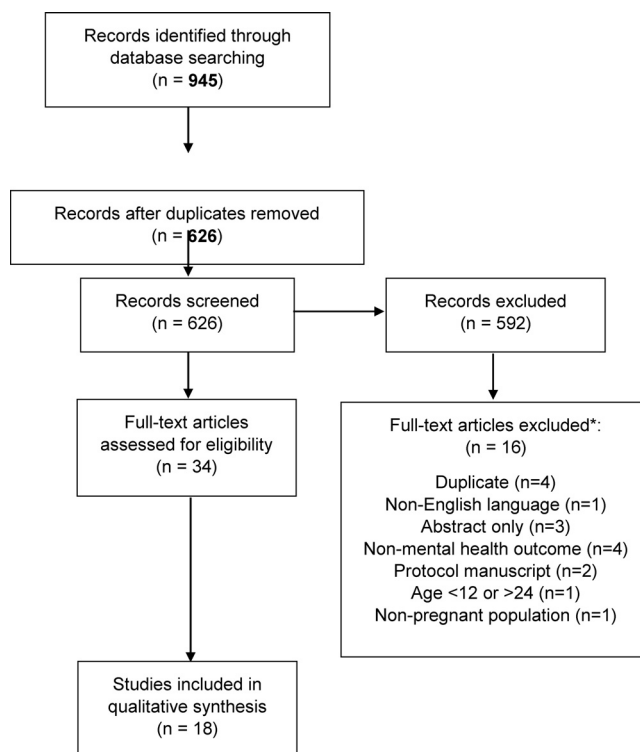 Records identified through
database searching
(n = 945)
Records after duplicates removed
(n = 626)
Records screened
(n = 626)
Records excluded
(n = 592)
Full-text articles
assessed for eligibility
(n = 34)
Full-text articles excluded*:
(n = 16)
Duplicate (n=4)
Non-English language (n=1)
Abstract only (n=3)
Non-mental health outcome (n=4)
Protocol manuscript (n=2)
Age <12 or >24 (n=1)
Non-pregnant population (n=1)
Studies included in
qualitative synthesis
(n = 18)